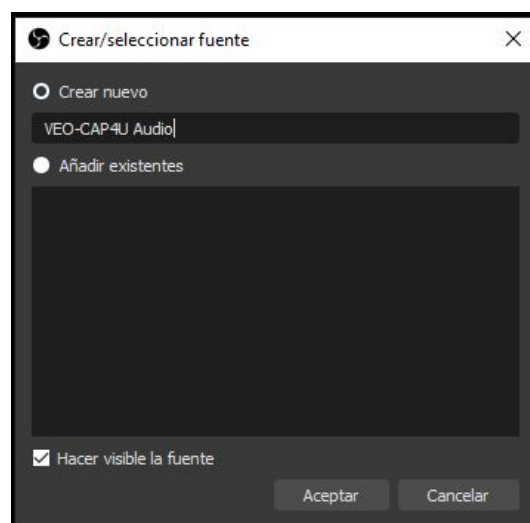 Crear/seleccionar fuente
Crear nuevo
VEO-CAP4U Audio
Añadir existentes
Hacer visible la fuente
Aceptar Cancelar